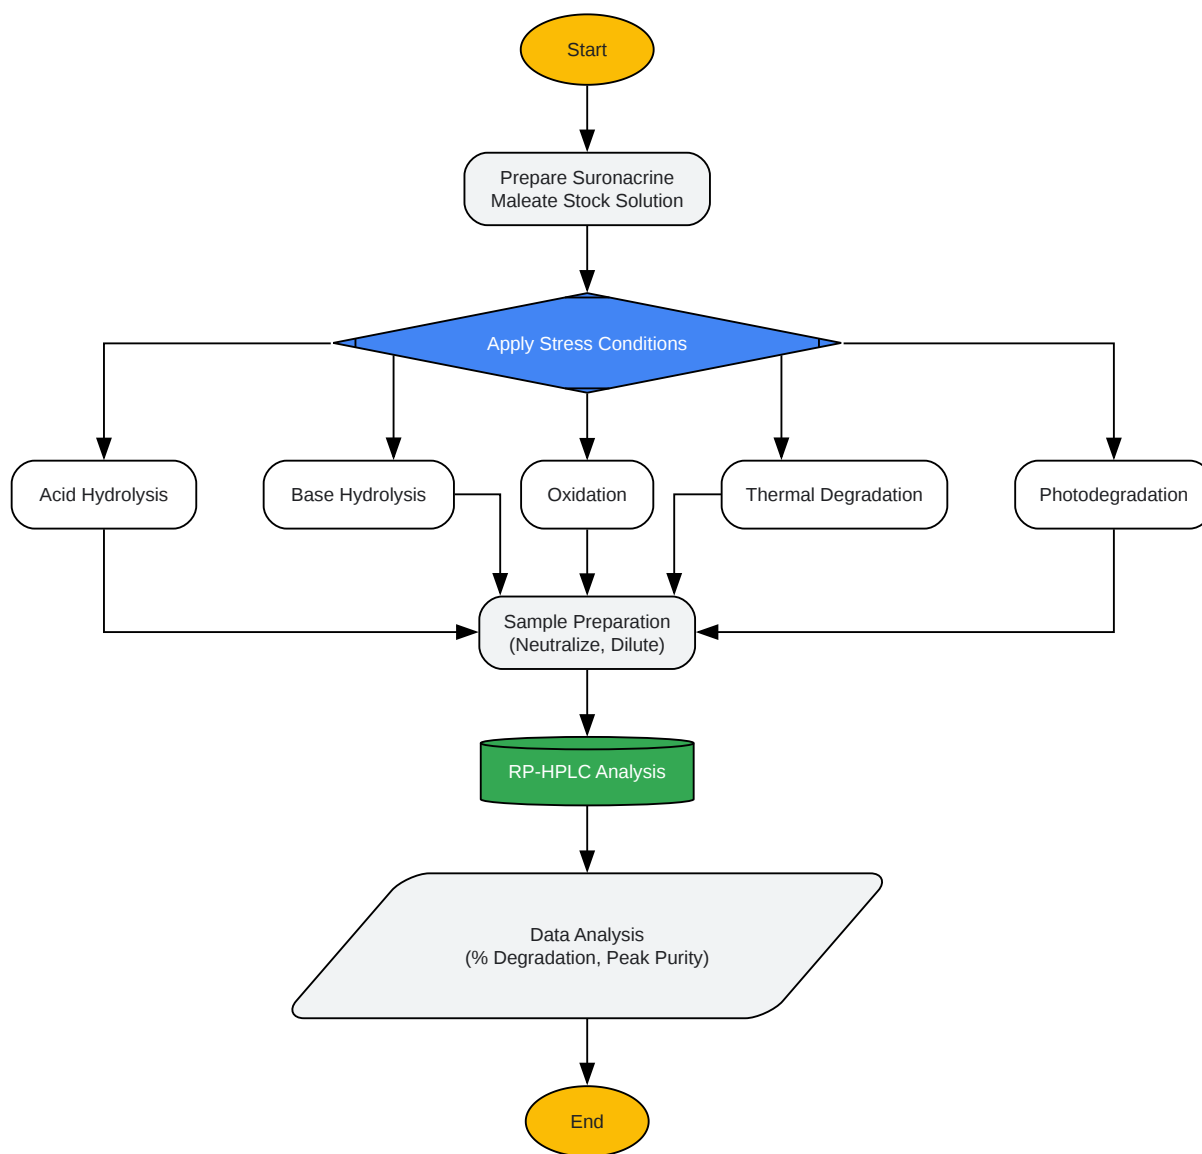 Start
Prepare Suronacrine
Maleate Stock Solution
Apply Stress Conditions
Acid Hydrolysis
Base Hydrolysis
Oxidation
Thermal Degradation
Photodegradation
Sample Preparation
(Neutralize, Dilute)
RP-HPLC Analysis
Data Analysis
(% Degradation, Peak Purity)
End